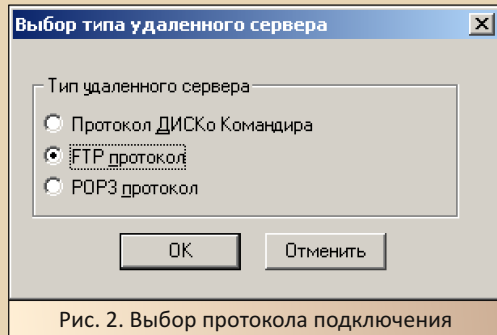 Выбор типа удаленного сервера
Тип удаленного сервера
Протокол ДИСКо Командира
FTP протокол
POP3 протокол
OK
Отменить
Рис. 2. Выбор протокола подключения